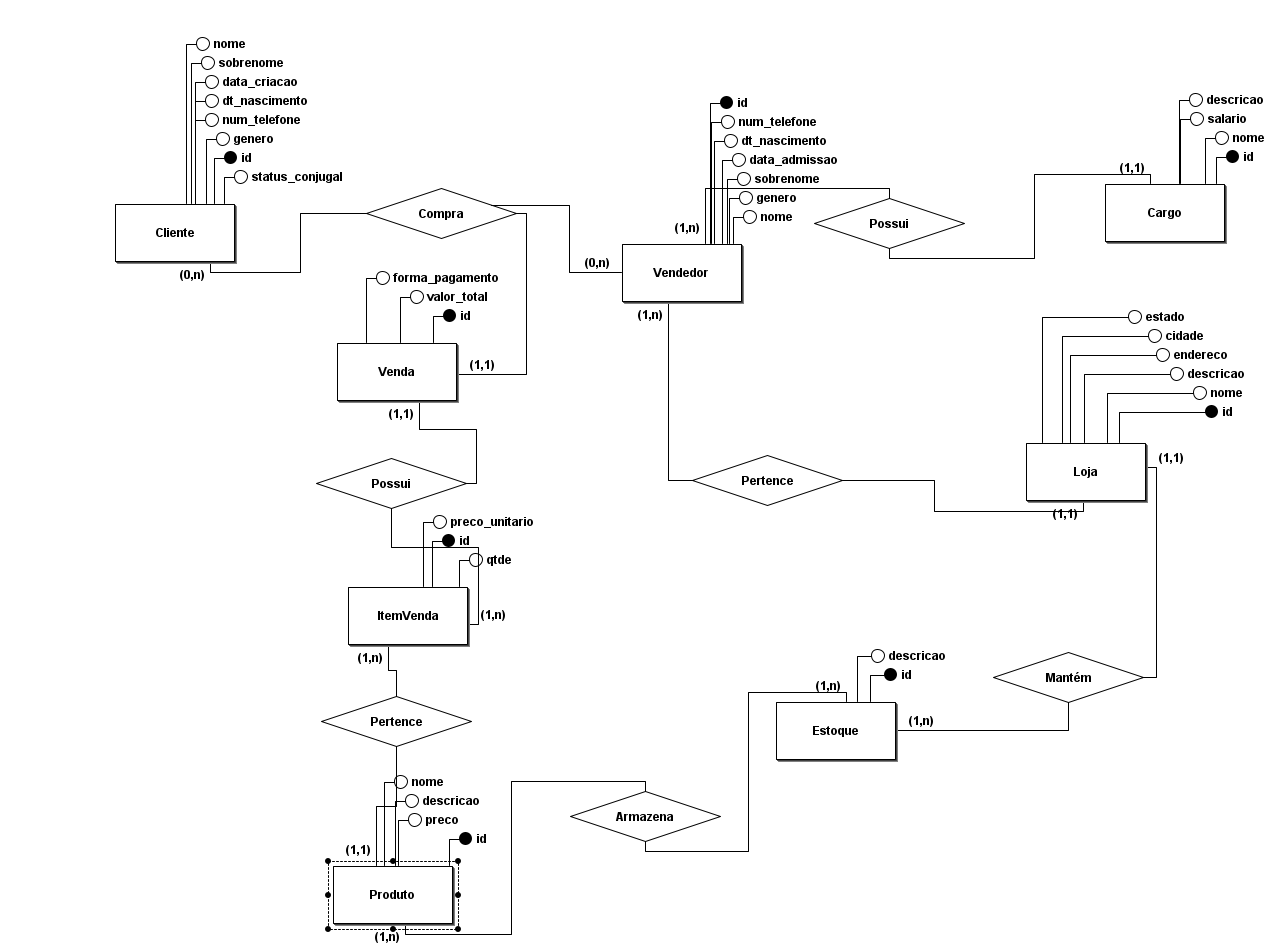 nome
sobrenome
data_criacao
dt_nascimento
num_telefone
genero
id
status_conjugal
Cliente
(0,n)
Compra
forma_pagamento
valor_total
id
Venda
(1,1)
(1,1)
id
num_telefone
dt_nascimento
data_admissao
sobrenome
genero
nome
(1,n)
(0,n)
Vendedor
(1,n)
Possui
descricao
salario
nome
id
(1,1)
Cargo
estado
cidade
endereco
descricao
nome
id
Loja
(1,1)
(1,1)
Pertence
Possui
preco_unitario
id
qtde
ItemVenda
(1,n)
(1,n)
Pertence
nome
descricao
preco
id
(1,1)
Produto
(1,n)
Armazena
descricao
id
(1,n)
Estoque
(1,n)
Mantém